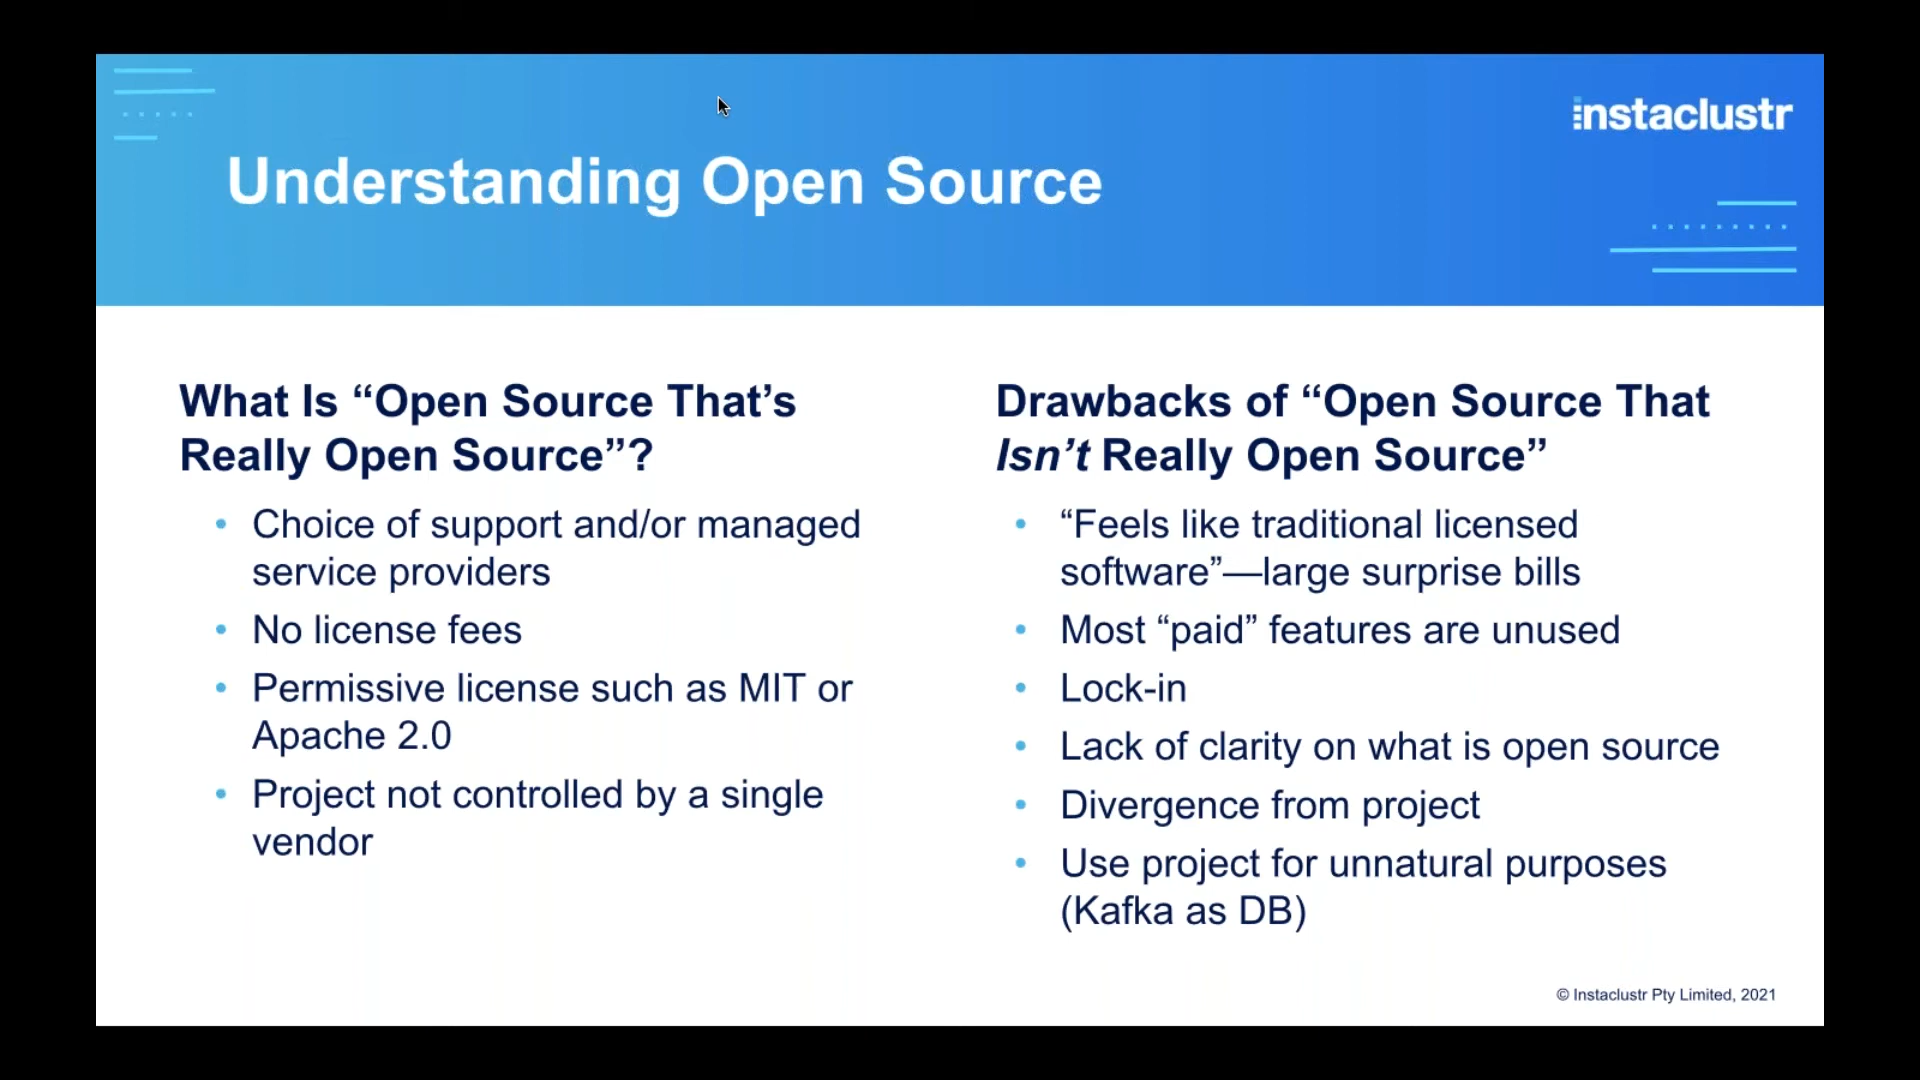 instaclustr
Understanding Open Source
What Is “Open Source That’s
Really Open Source”?
• Choice of support and/or managed
service providers
• No license fees
• Permissive license such as MIT or
Apache 2.0
• Project not controlled by a single
vendor
Drawbacks of “Open Source That
Isn’t Really Open Source”
• “Feels like traditional licensed
software”—large surprise bills
• Most “paid” features are unused
• Lock-in
• Lack of clarity on what is open source
• Divergence from project
• Use project for unnatural purposes
(Kafka as DB)
© Instaclustr Pty Limited, 2021